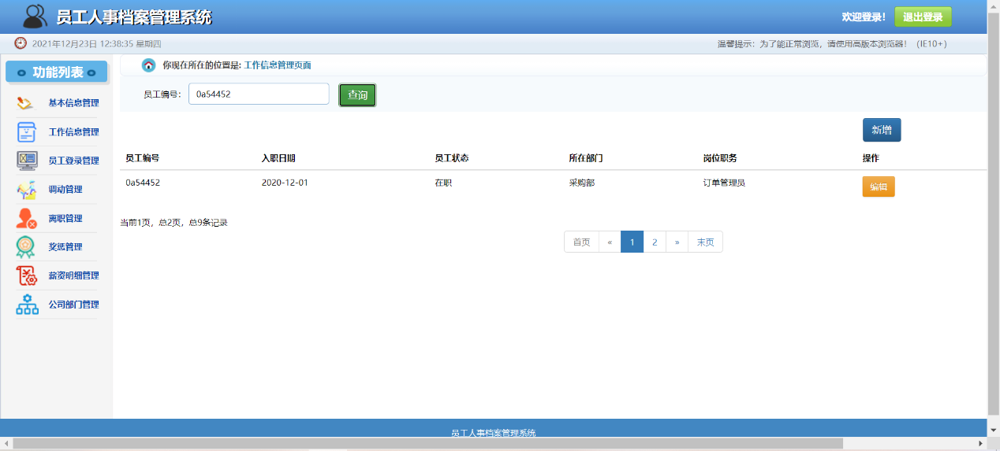 员工人事档案管理系统
欢迎登录!
退出登录
2021年12月23日 12:38:35 星期四
温馨提示：为了能正常浏览，请使用高版本浏览器！（IE10+）
功能列表
你现在所在的位置是: 工作信息管理页面
员工编号：
0a54452
查询
基本信息管理
工作信息管理
员工登录管理
调动管理
离职管理
奖惩管理
薪资明细管理
公司部门管理
新增
员工编号 入职日期 员工状态 所在部门 岗位职务 操作
0a54452 2020-12-01 在职 采购部 订单管理员 编辑
当前1页，总2页，总9条记录
首页 « 1 2 » 末页
员工人事档案管理系统